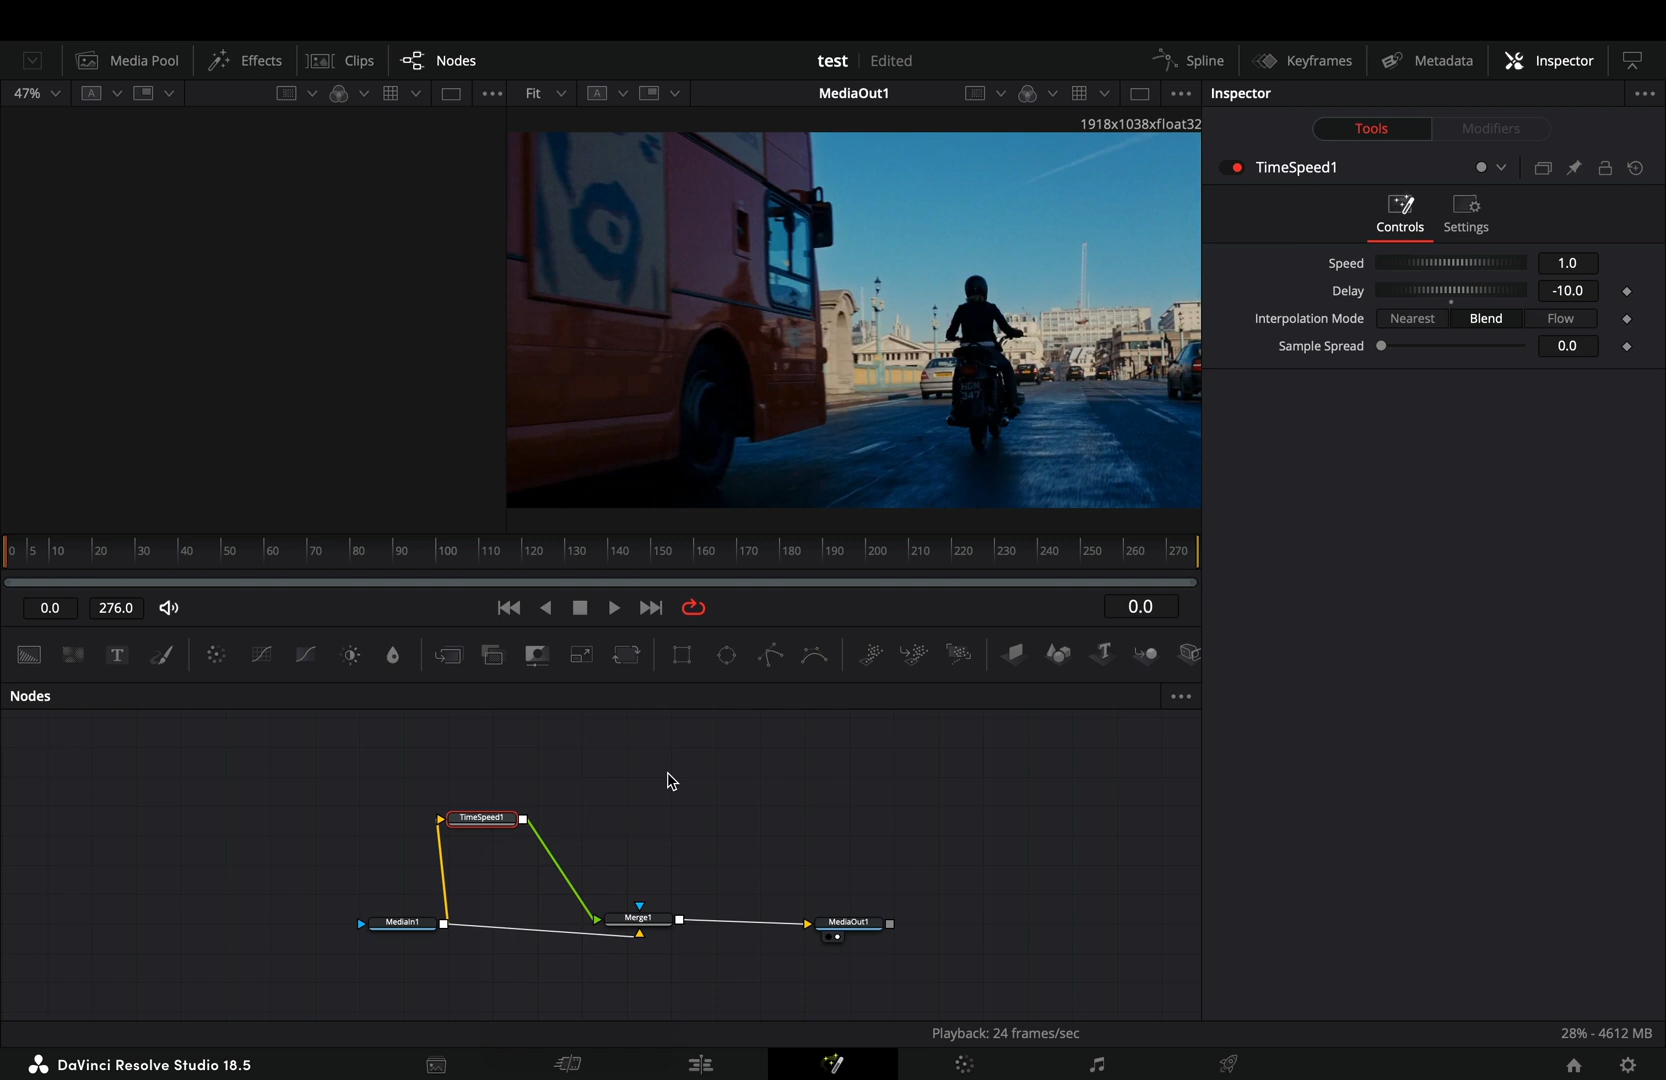 Media Pool Effects Clips Nodes test Edited Spline Keyframes Metadata Inspector
47% A Fit A MediaOut1 Inspector
1918x1038xfloat32
Tools Modifiers
TimeSpeed1
Controls Settings
Speed 1.0
Delay -10.0
Interpolation Mode Nearest Blend Flow
Sample Spread 0.0
HGM
347
0 5 10 20 30 40 50 60 70 80 90 100 110 120 130 140 150 160 170 180 190 200 210 220 230 240 250 260 270
0.0 276.0 0.0
T T
Nodes
TimeSpeed1
MediaIn1 Merge1 MediaOut1
Playback: 24 frames/sec 28% - 4612 MB
DaVinci Resolve Studio 18.5